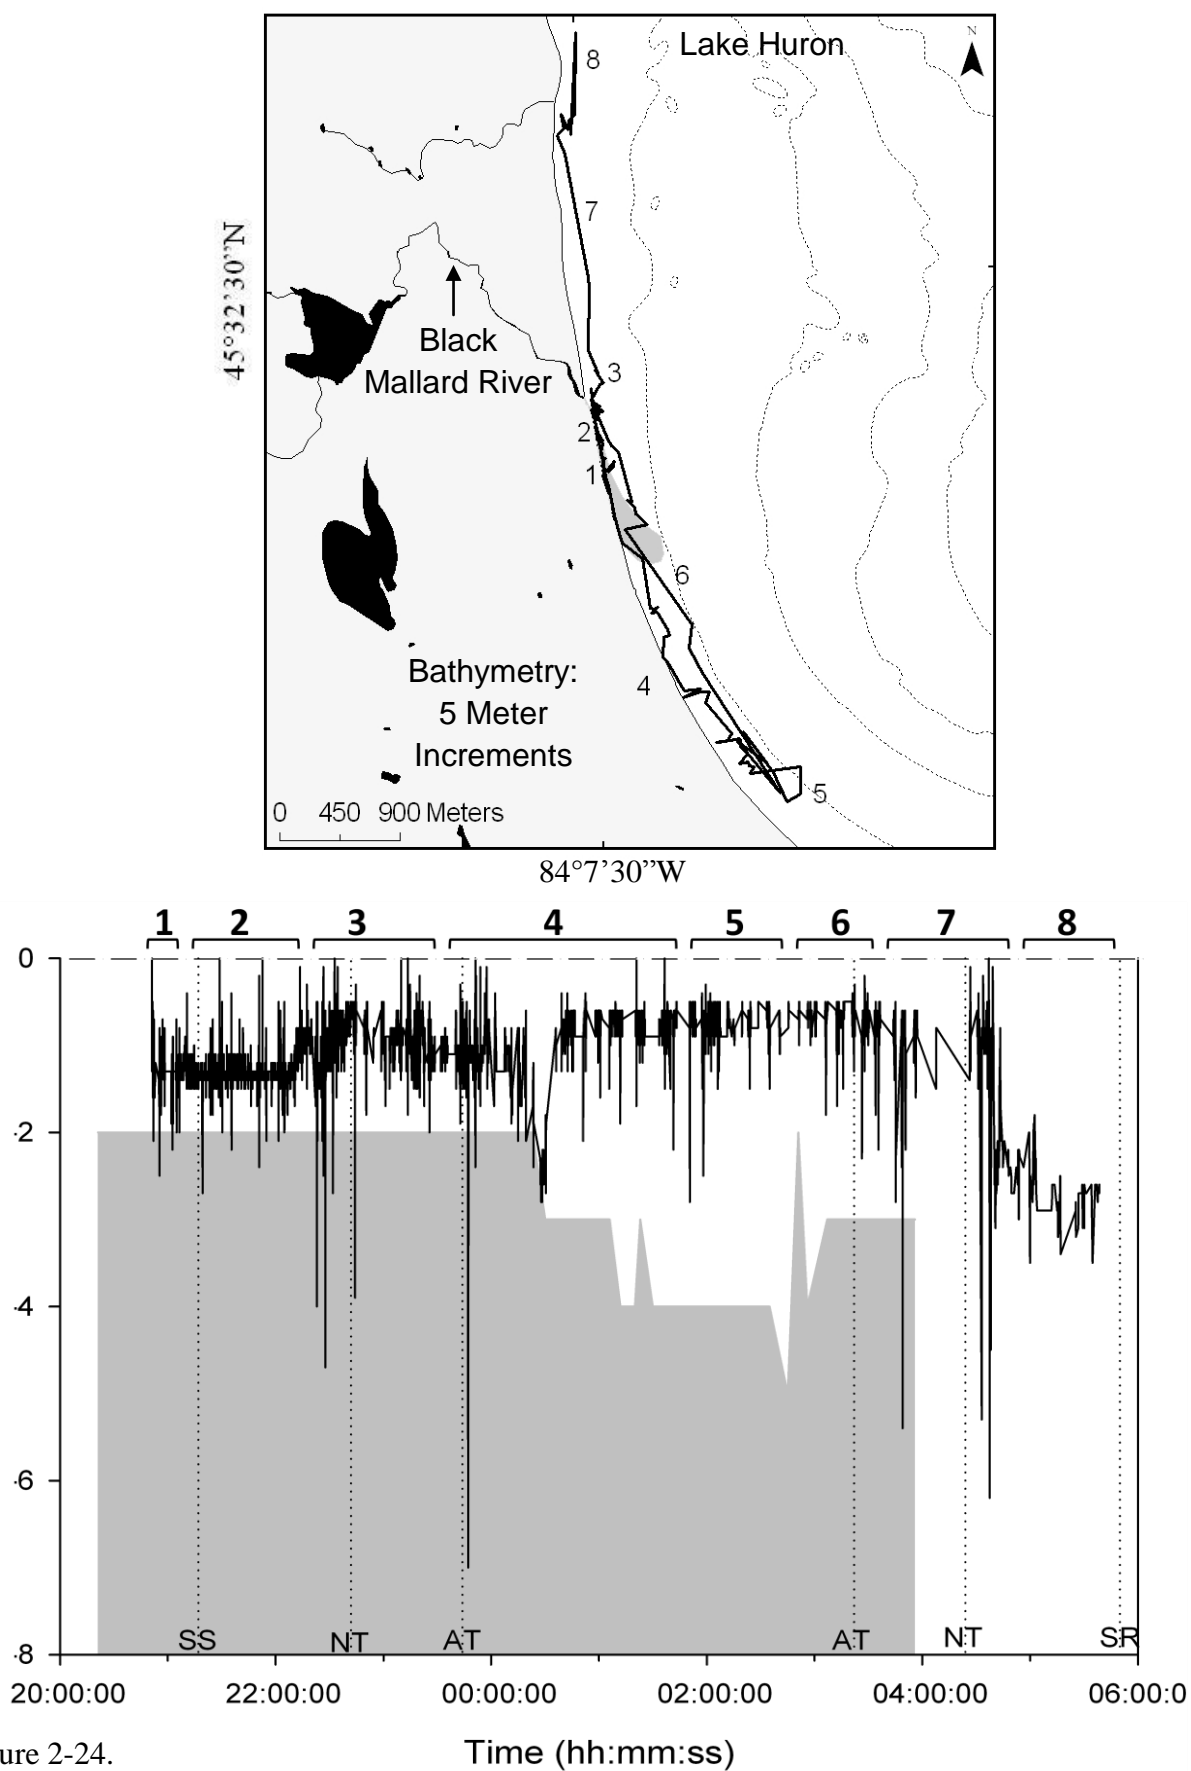 Lake Huron
N
8
7
45°32'30"N
Black
Mallard River
3
2
1
6
Bathymetry:
5 Meter
Increments
4
5
0 450 900 Meters
84°7'30"W
1 2 3 4 5 6 7 8
0
-2
-4
-6
-8
SS NT AT AT NT SR
20:00:00 22:00:00 00:00:00 02:00:00 04:00:00 06:00:0
ure 2-24.
Time (hh:mm:ss)